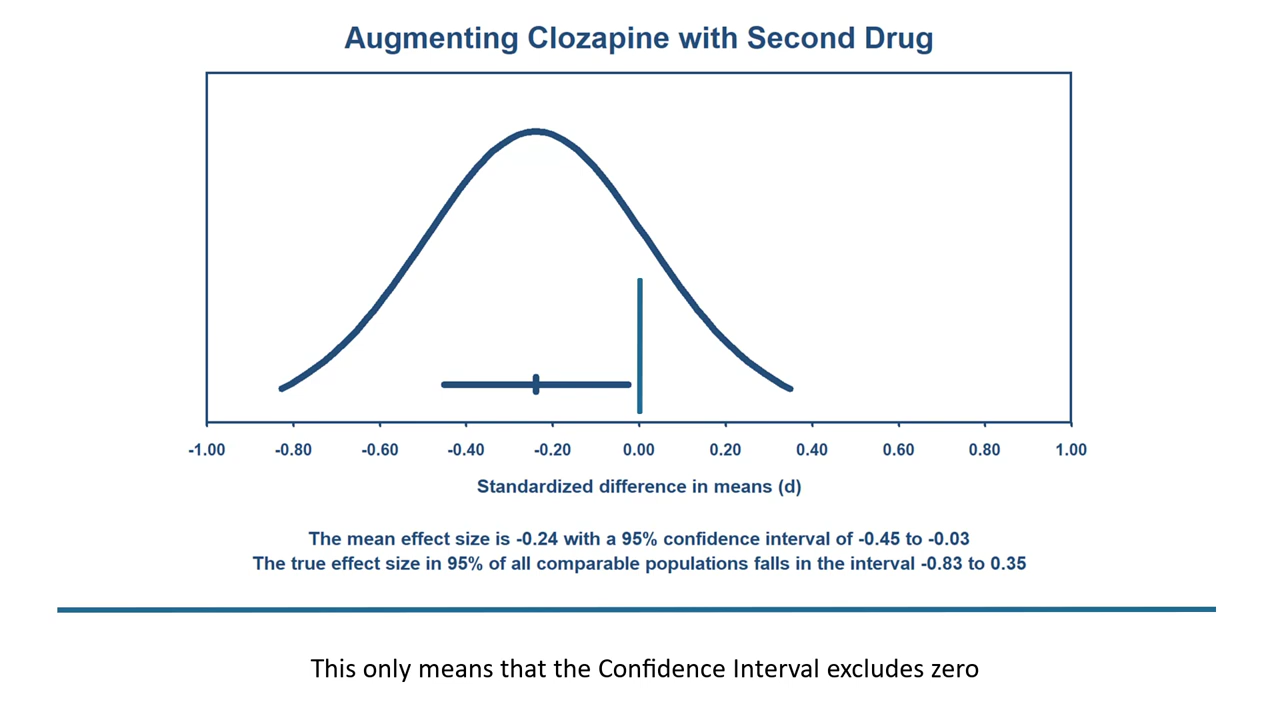 Augmenting Clozapine with Second Drug
-1.00 -0.80 -0.60 -0.40 -0.20 0.00 0.20 0.40 0.60 0.80 1.00
Standardized difference in means (d)
The mean effect size is -0.24 with a 95% confidence interval of -0.45 to -0.03
The true effect size in 95% of all comparable populations falls in the interval -0.83 to 0.35
This only means that the Confidence Interval excludes zero